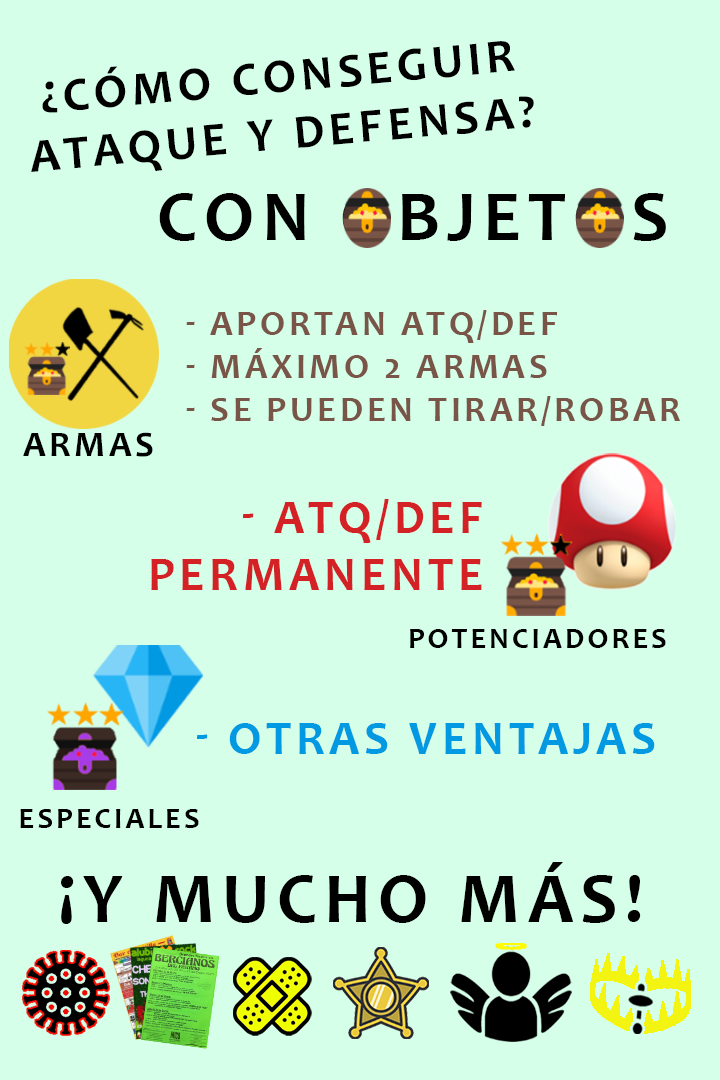 ¿CÓMO CONSEGUIR
ATAQUE Y DEFENSA?
CON OBJETOS
- APORTAN ATQ/DEF
- MÁXIMO 2 ARMAS
- SE PUEDEN TIRAR/ROBAR
ARMAS
- ATQ/DEF
PERMANENTE
POTENCIADORES
- OTRAS VENTAJAS
ESPECIALES
¡Y MUCHO MÁS!
BERCIANOS